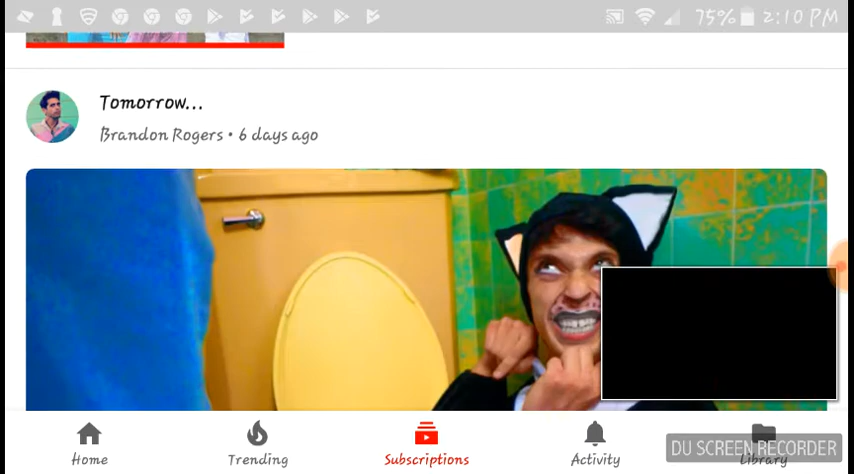 75% 2:10 PM
Tomorrow...
Brandon Rogers • 6 days ago
Home Trending Subscriptions Activity Library
DU SCREEN RECORDER